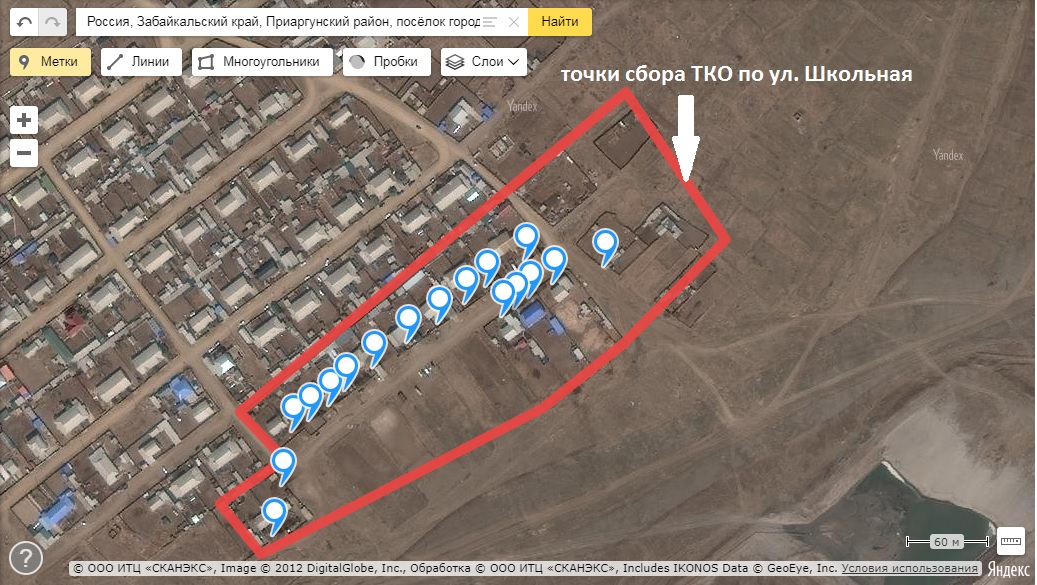 Россия, Забайкальский край, Приаргунский район, посёлок город
Найти
Метки
Линии
Многоугольники
Пробки
Слои
точки сбора ТКО по ул. Школьная
Yandex
Yandex
60 м
?
© ООО ИТЦ «СКАНЭКС», Image © 2012 DigitalGlobe, Inc., Обработка © ООО ИТЦ «СКАНЭКС», Includes IKONOS Data © GeoEye, Inc. Условия использования
Яндекс